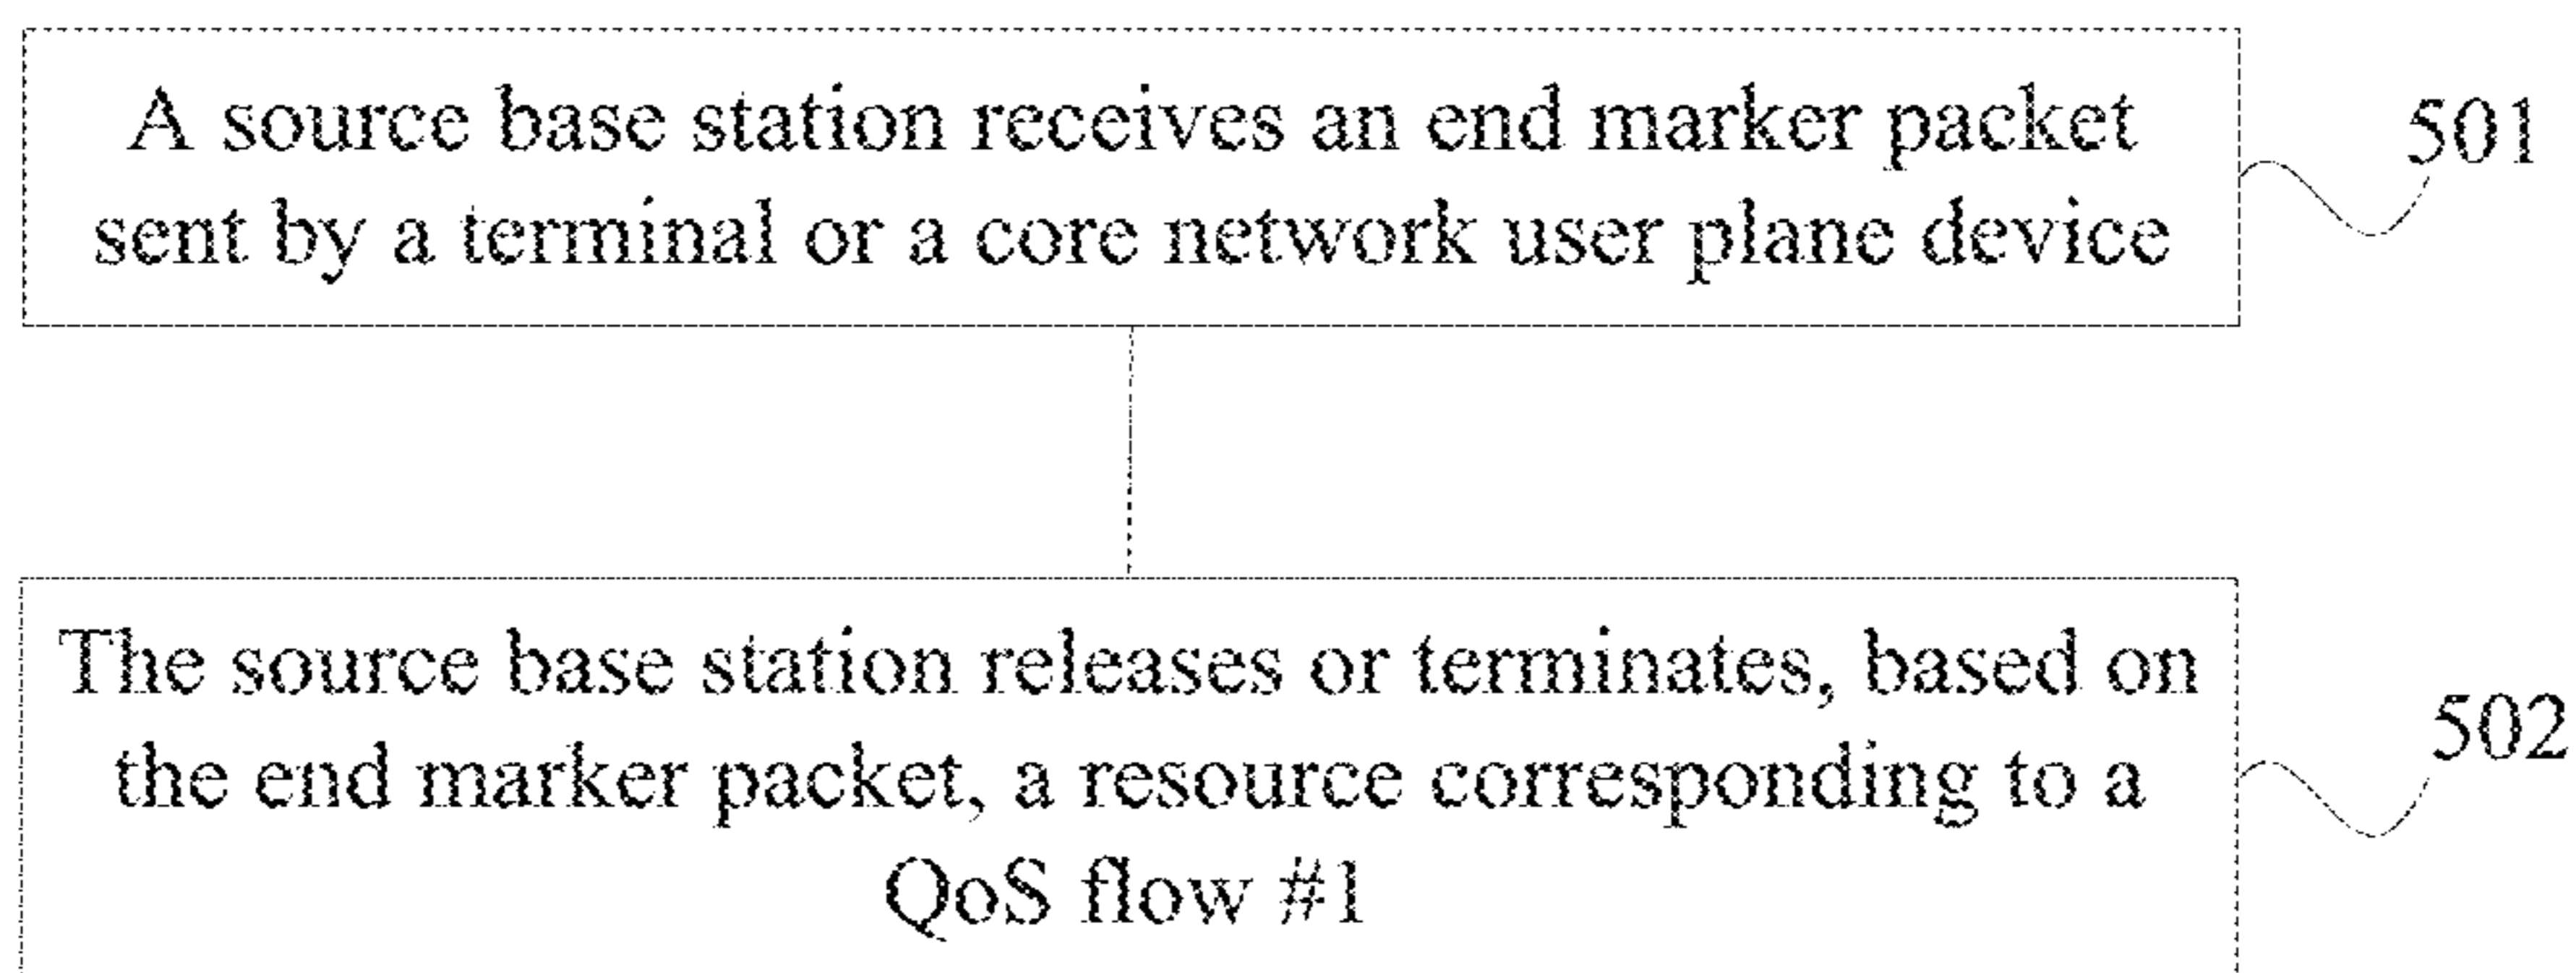 A source base station receives an end marker packet
sent by a terminal or a core network user plane device
501
The source base station releases or terminates, based on
the end marker packet, a resource corresponding to a
QoS flow #1
502